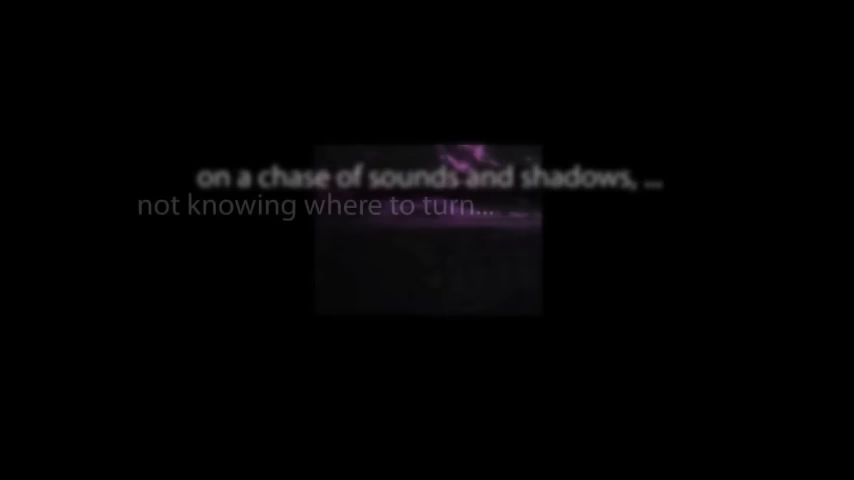 on a chase of sounds and shadows, ...
not knowing where to turn...